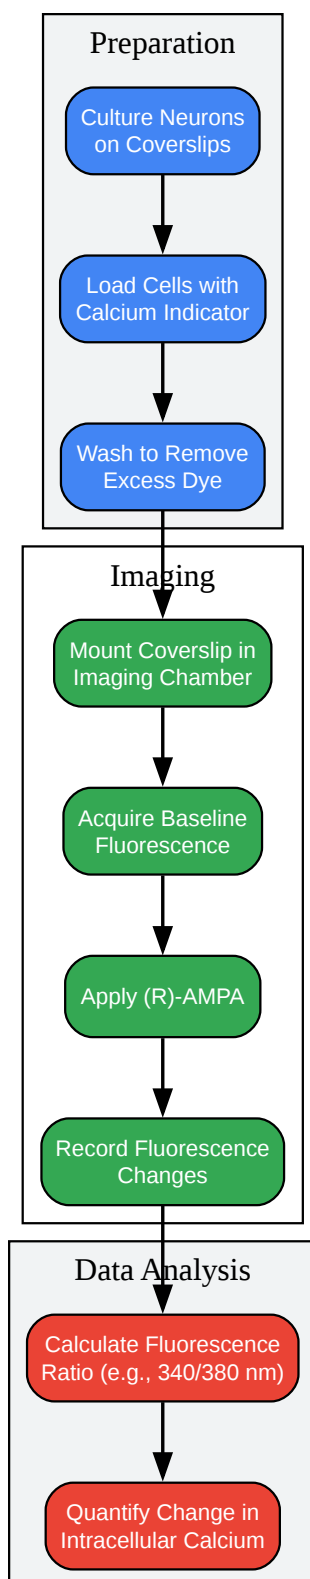 Preparation
Culture Neurons
on Coverslips
Load Cells with
Calcium Indicator
Wash to Remove
Excess Dye
Imaging
Mount Coverslip in
Imaging Chamber
Acquire Baseline
Fluorescence
Apply (R)-AMPA
Record Fluorescence
Changes
Data Analysis
Calculate Fluorescence
Ratio (e.g., 340/380 nm)
Quantify Change in
Intracellular Calcium